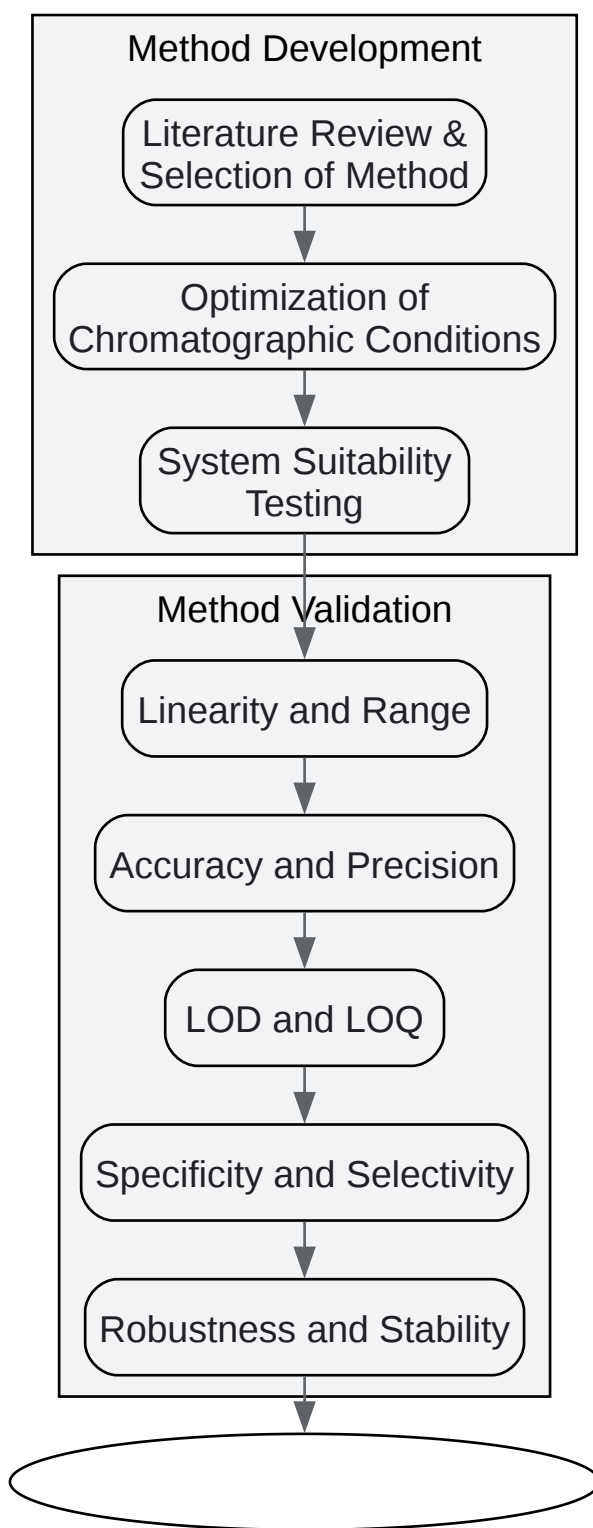 Method Development
Literature Review &
Selection of Method
Optimization of
Chromatographic Conditions
System Suitability
Testing
Method Validation
Linearity and Range
Accuracy and Precision
LOD and LOQ
Specificity and Selectivity
Robustness and Stability